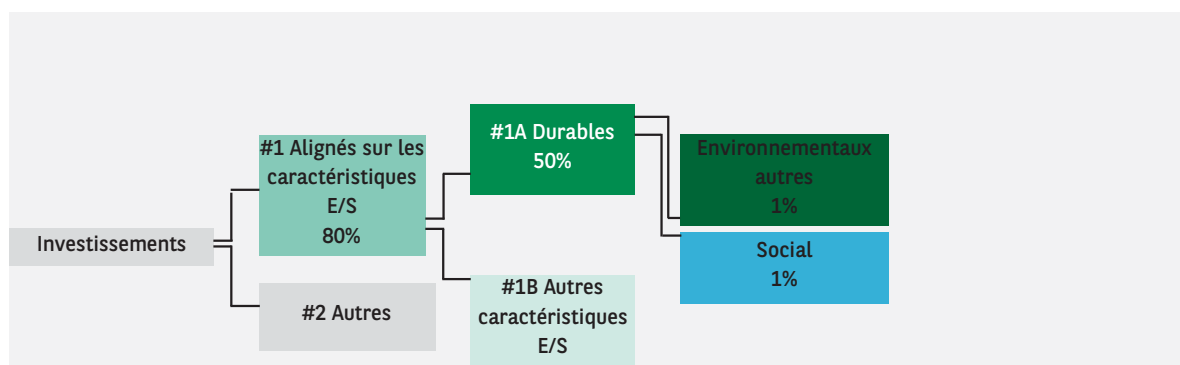 Investissements
#1 Alignés sur les
caractéristiques
E/S
80%
#2 Autres
#1A Durables
50%
#1B Autres
caractéristiques
E/S
Environnementaux
autres
1%
Social
1%